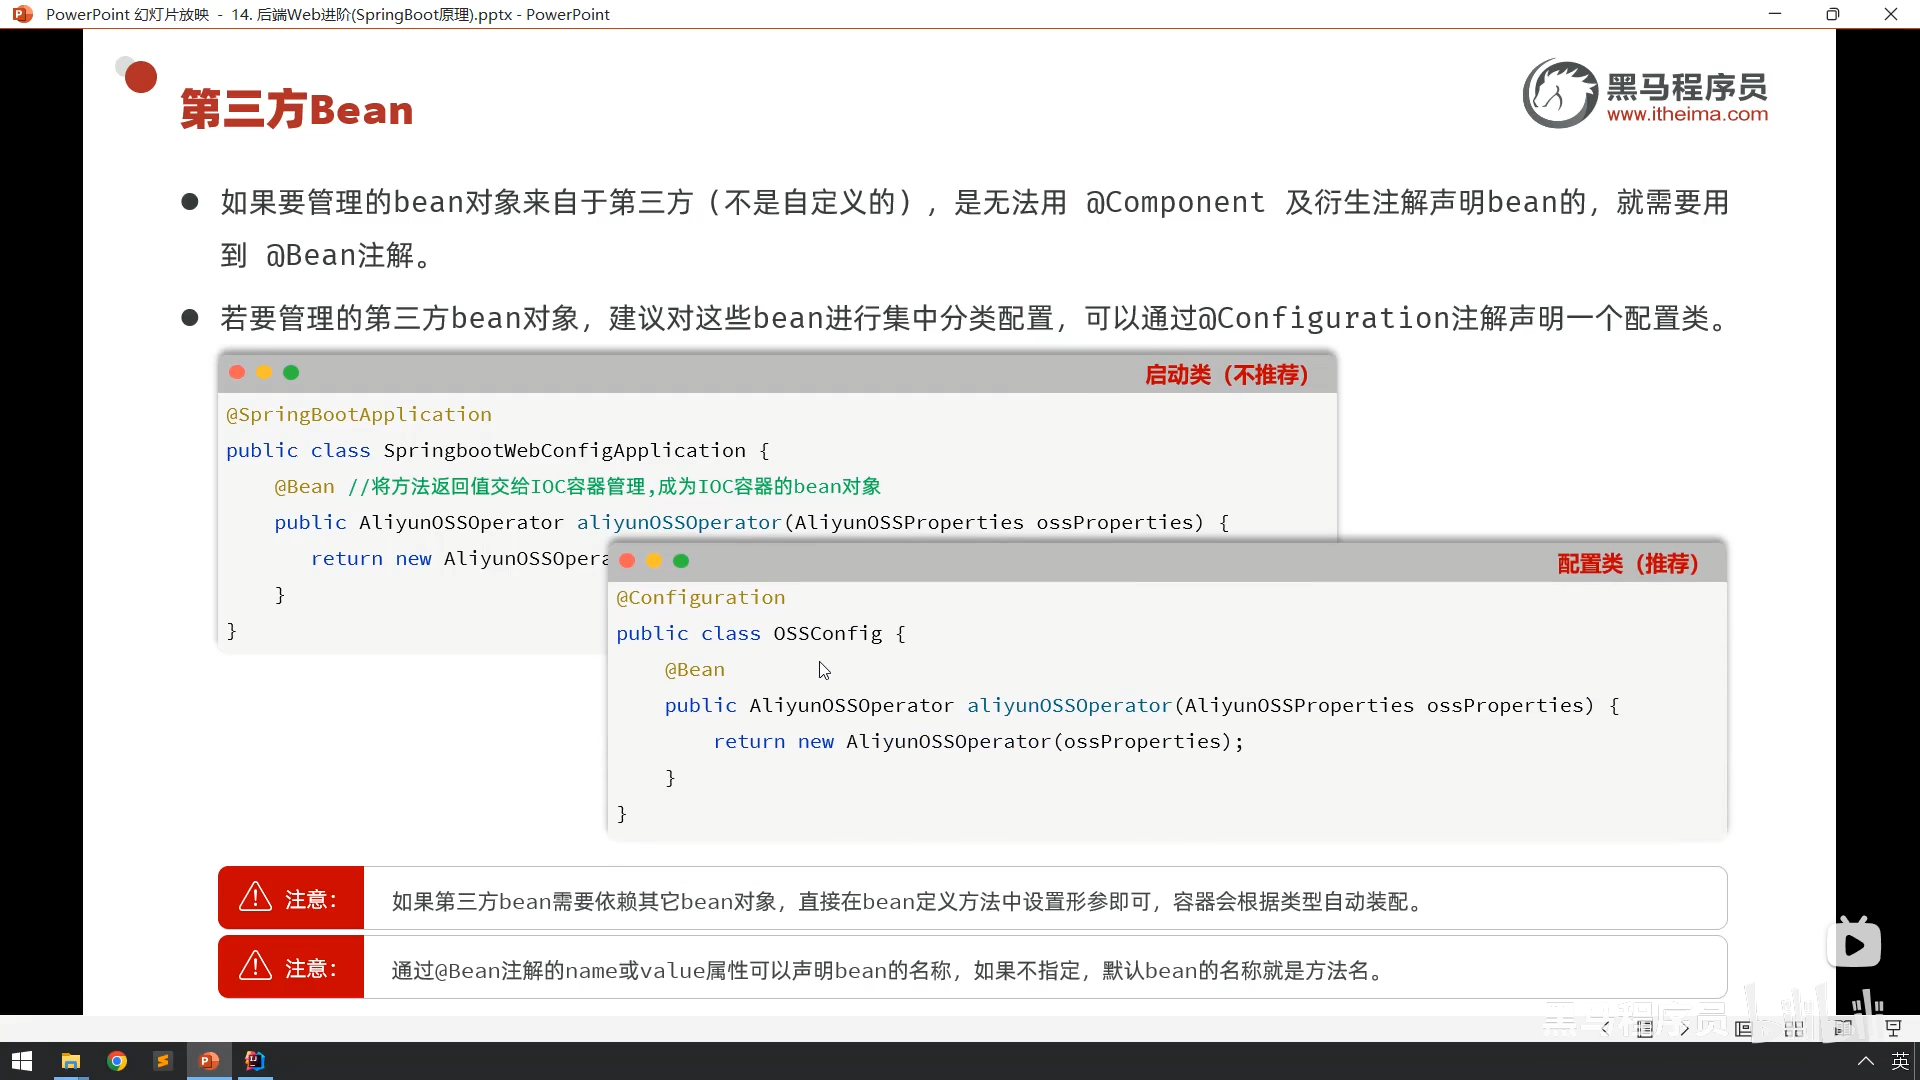 PowerPoint 幻灯片放映 - 14. 后端Web进阶(SpringBoot原理).pptx - PowerPoint
第三方Bean
黑马程序员
www.itheima.com
如果要管理的bean对象来自于第三方（不是自定义的），是无法用 @Component 及衍生注解声明bean的，就需要用
到 @Bean注解。
若要管理的第三方bean对象，建议对这些bean进行集中分类配置，可以通过@Configuration注解声明一个配置类。
启动类（不推荐）
@SpringBootApplication
public class SpringbootWebConfigApplication {
@Bean //将方法返回值交给IOC容器管理,成为IOC容器的bean对象
public AliyunOSSOperator aliyunOSSOperator(AliyunOSSProperties ossProperties) {
return new AliyunOSSOpera
}
}
配置类（推荐）
@Configuration
public class OSSConfig {
@Bean
public AliyunOSSOperator aliyunOSSOperator(AliyunOSSProperties ossProperties) {
return new AliyunOSSOperator(ossProperties);
}
}
注意：
如果第三方bean需要依赖其它bean对象，直接在bean定义方法中设置形参即可，容器会根据类型自动装配。
注意：
通过@Bean注解的name或value属性可以声明bean的名称，如果不指定，默认bean的名称就是方法名。
黑马程序员
英